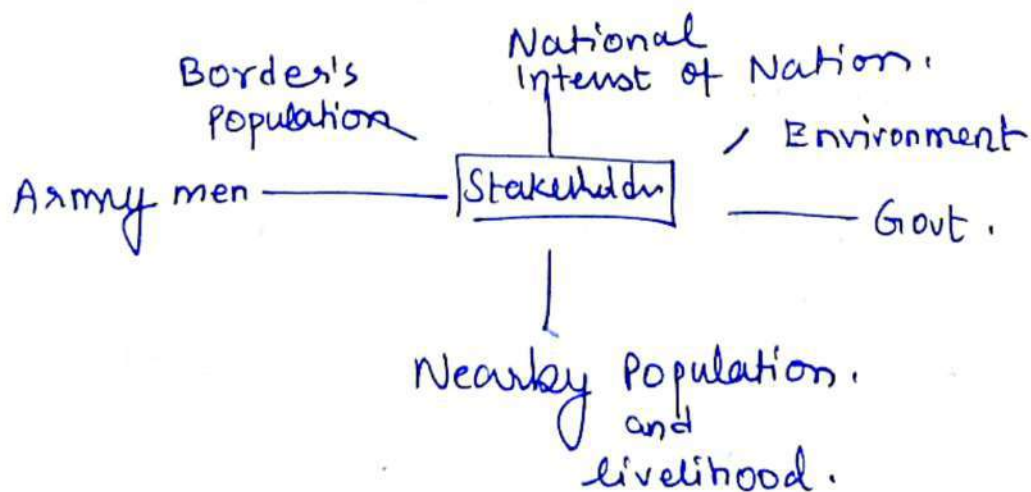 National
Interest of Nation.
Border's
Population
Environment
Army men
Stakeholder
Govt.
Nearby Population.
and
livelihood.